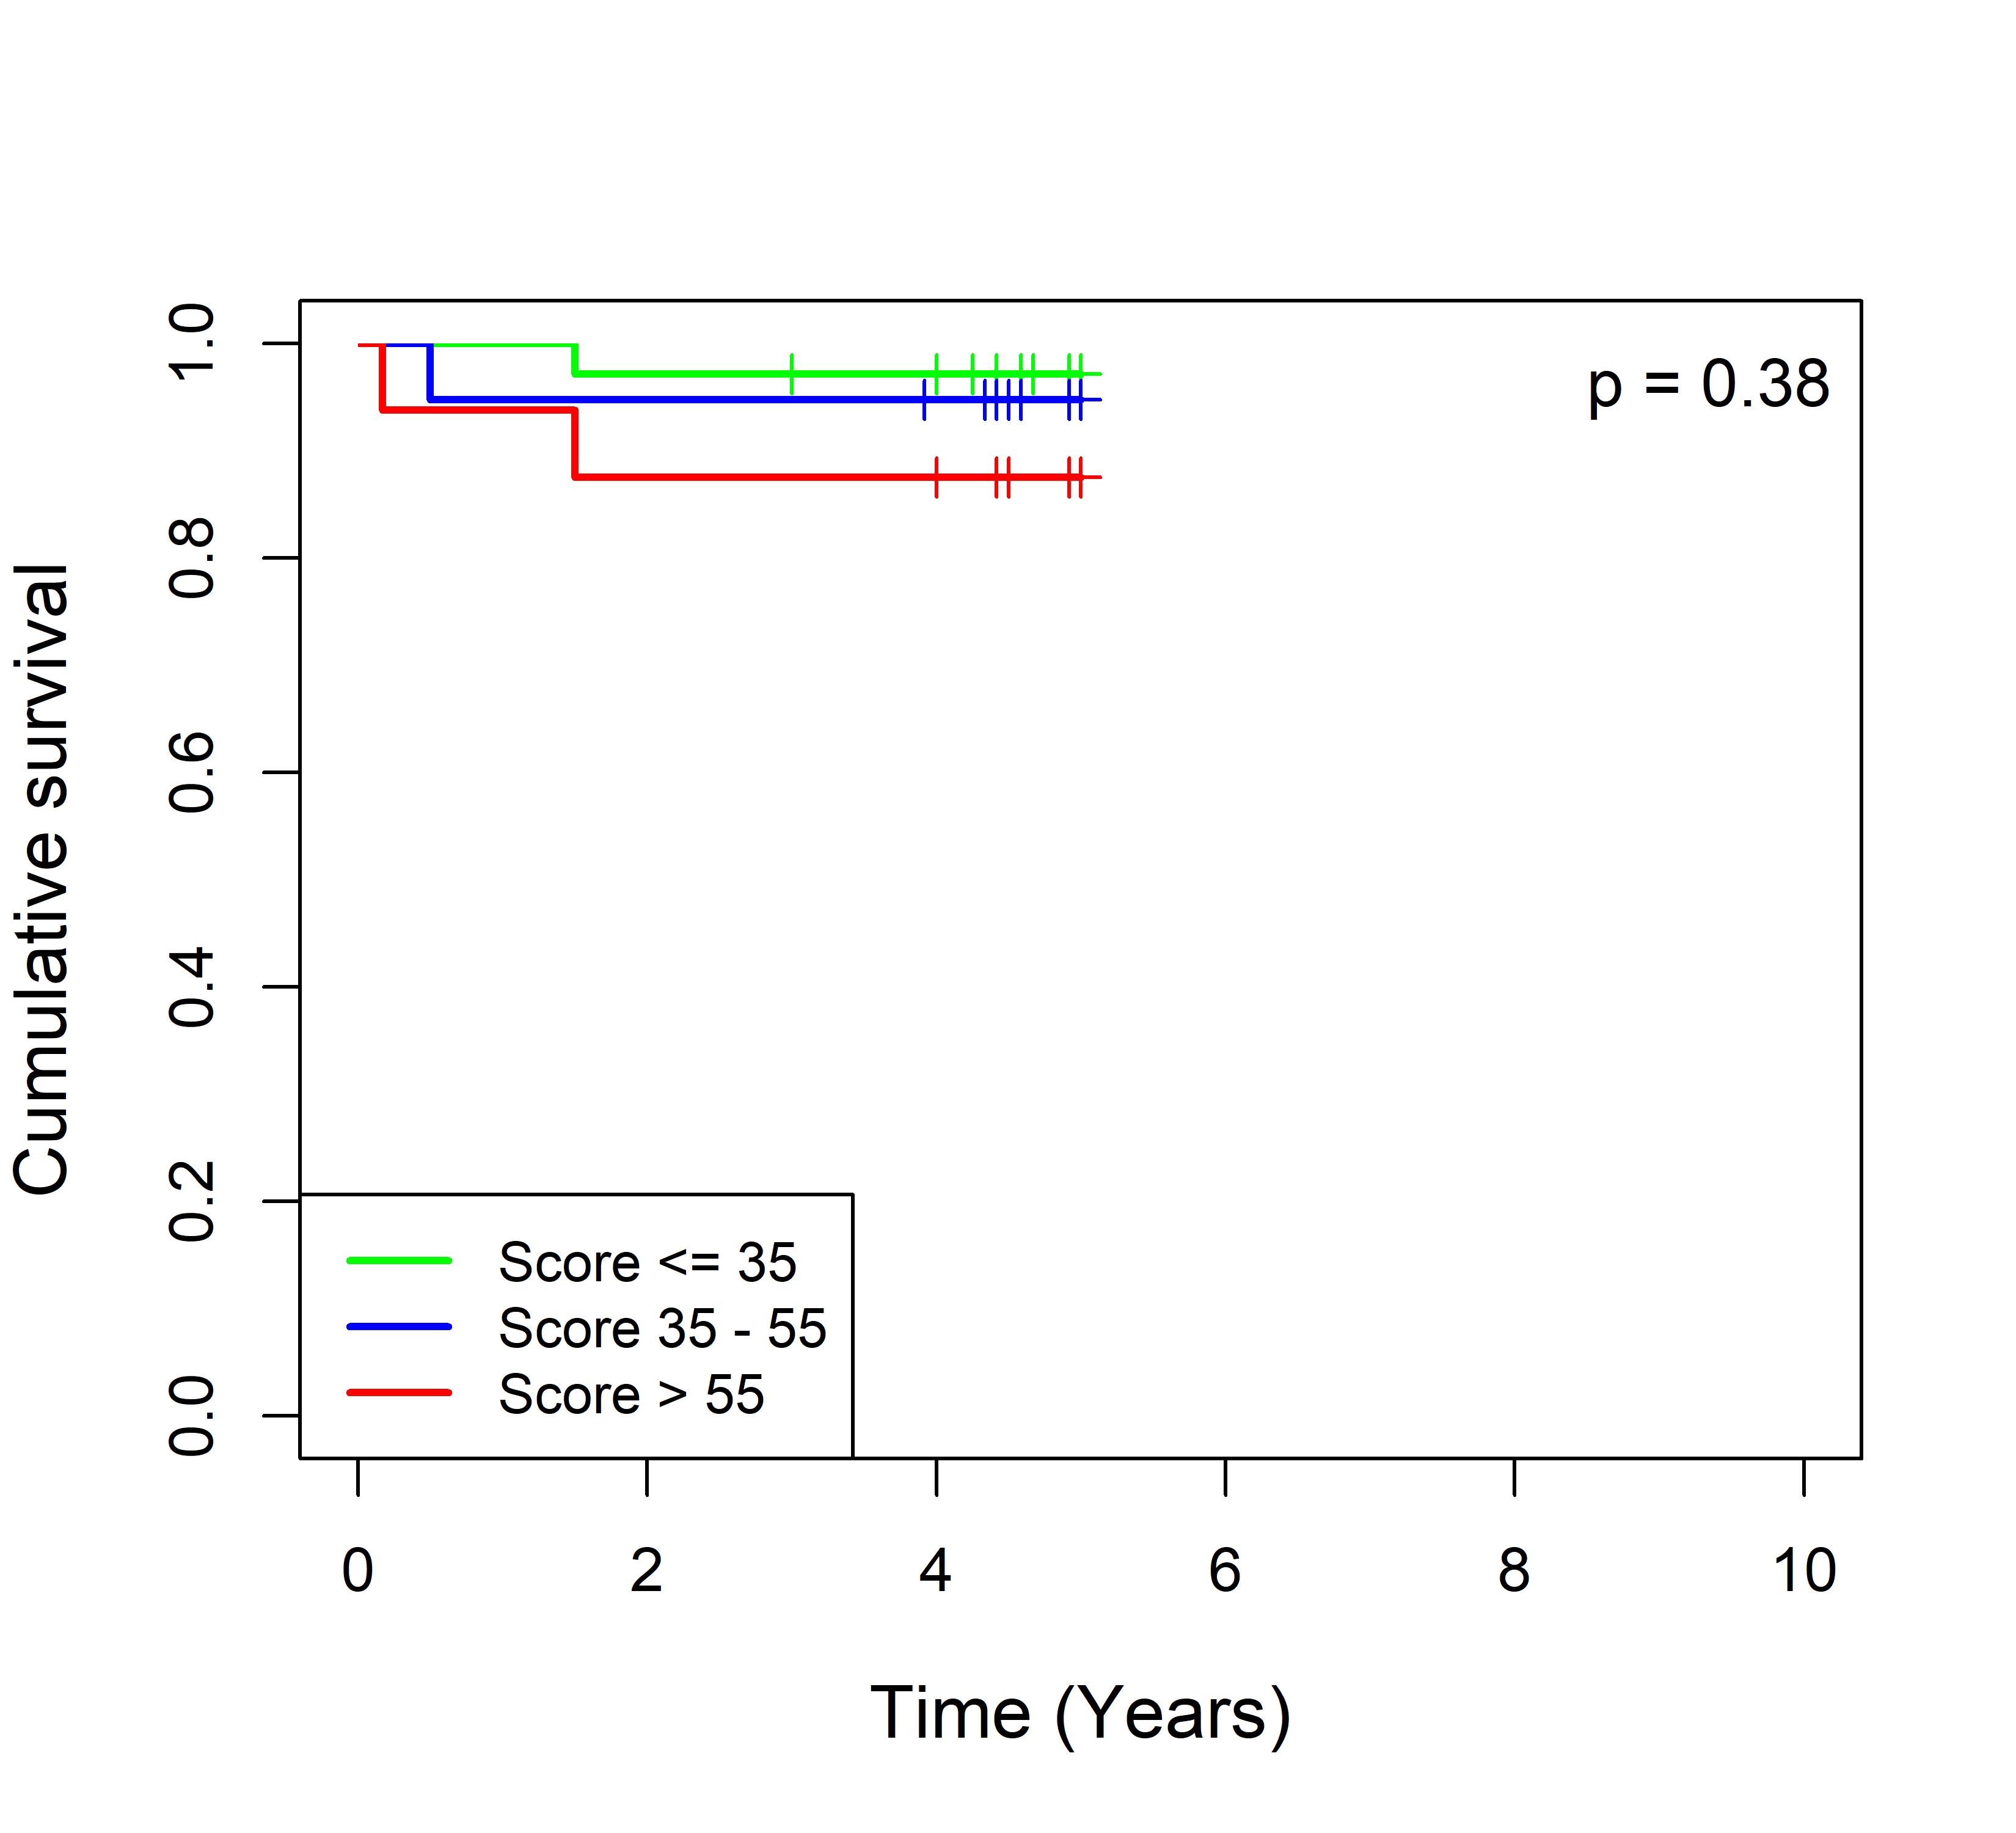 Cumulative survival
1.0
0.8
0.6
0.4
0.2
0.0
p = 0.38
Score <= 35
Score 35 - 55
Score > 55
0 2 4 6 8 10
Time (Years)